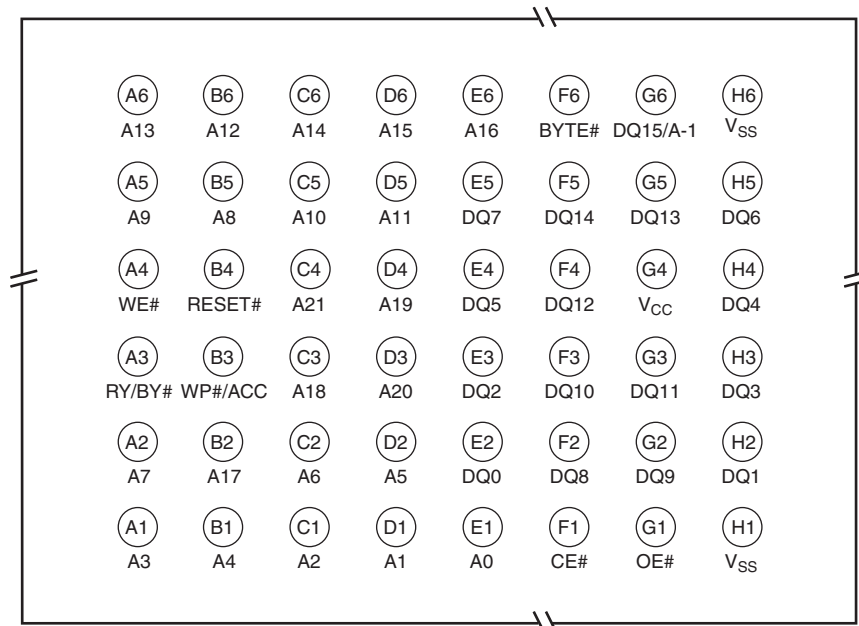 A6 B6 C6 D6 E6 F6 G6 H6
A13 A12 A14 A15 A16 BYTE# DQ15/A-1 VSS
A5 B5 C5 D5 E5 F5 G5 H5
A9 A8 A10 A11 DQ7 DQ14 DQ13 DQ6
A4 B4 C4 D4 E4 F4 G4 H4
WE# RESET# A21 A19 DQ5 DQ12 VCC DQ4
A3 B3 C3 D3 E3 F3 G3 H3
RY/BY# WP#/ACC A18 A20 DQ2 DQ10 DQ11 DQ3
A2 B2 C2 D2 E2 F2 G2 H2
A7 A17 A6 A5 DQ0 DQ8 DQ9 DQ1
A1 B1 C1 D1 E1 F1 G1 H1
A3 A4 A2 A1 A0 CE# OE# VSS